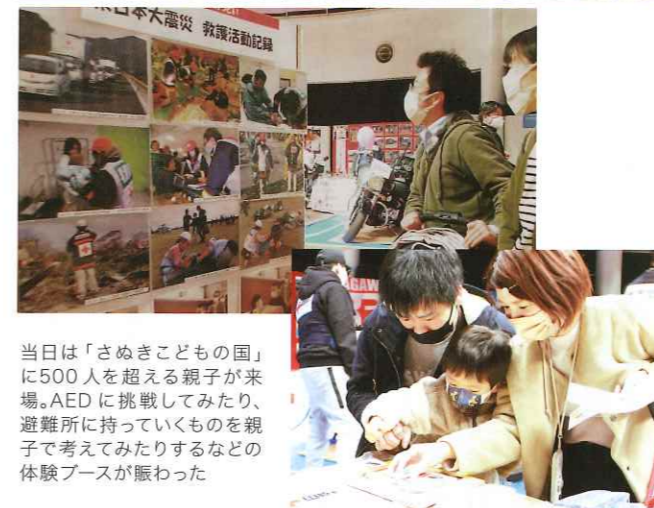 東日本大震災 救護活動記録
当日は「さぬきこどもの国」
に500人を超える親子が来
場。AEDに挑戦してみたり、
避難所に持っていくものを親
子で考えてみたりするなどの
体験ブースが賑わった